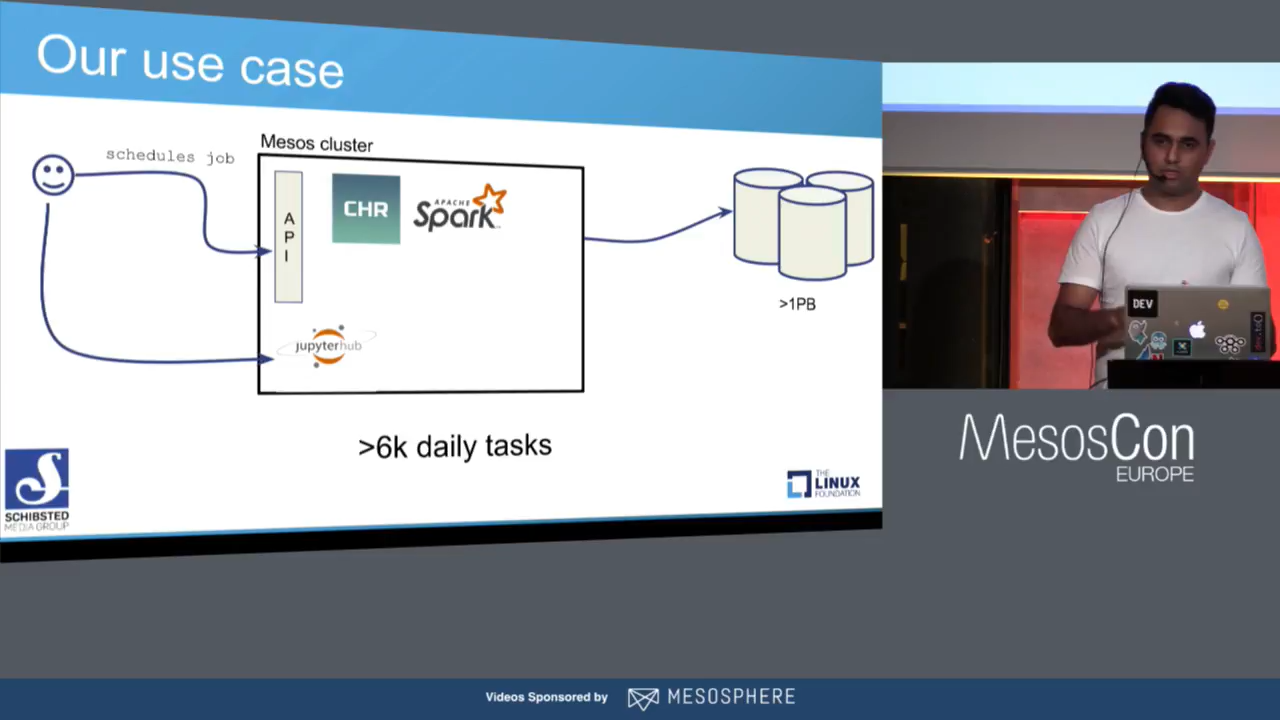 Our use case
Mesos cluster
schedules job
API
CHR
APACHE
Spark
jupyterhub
>1PB
>6k daily tasks
SCHIBSTED
MEDIA GROUP
THE
LINUX
FOUNDATION
DEV
MesosCon
EUROPE
Videos Sponsored by
MESOSPHERE